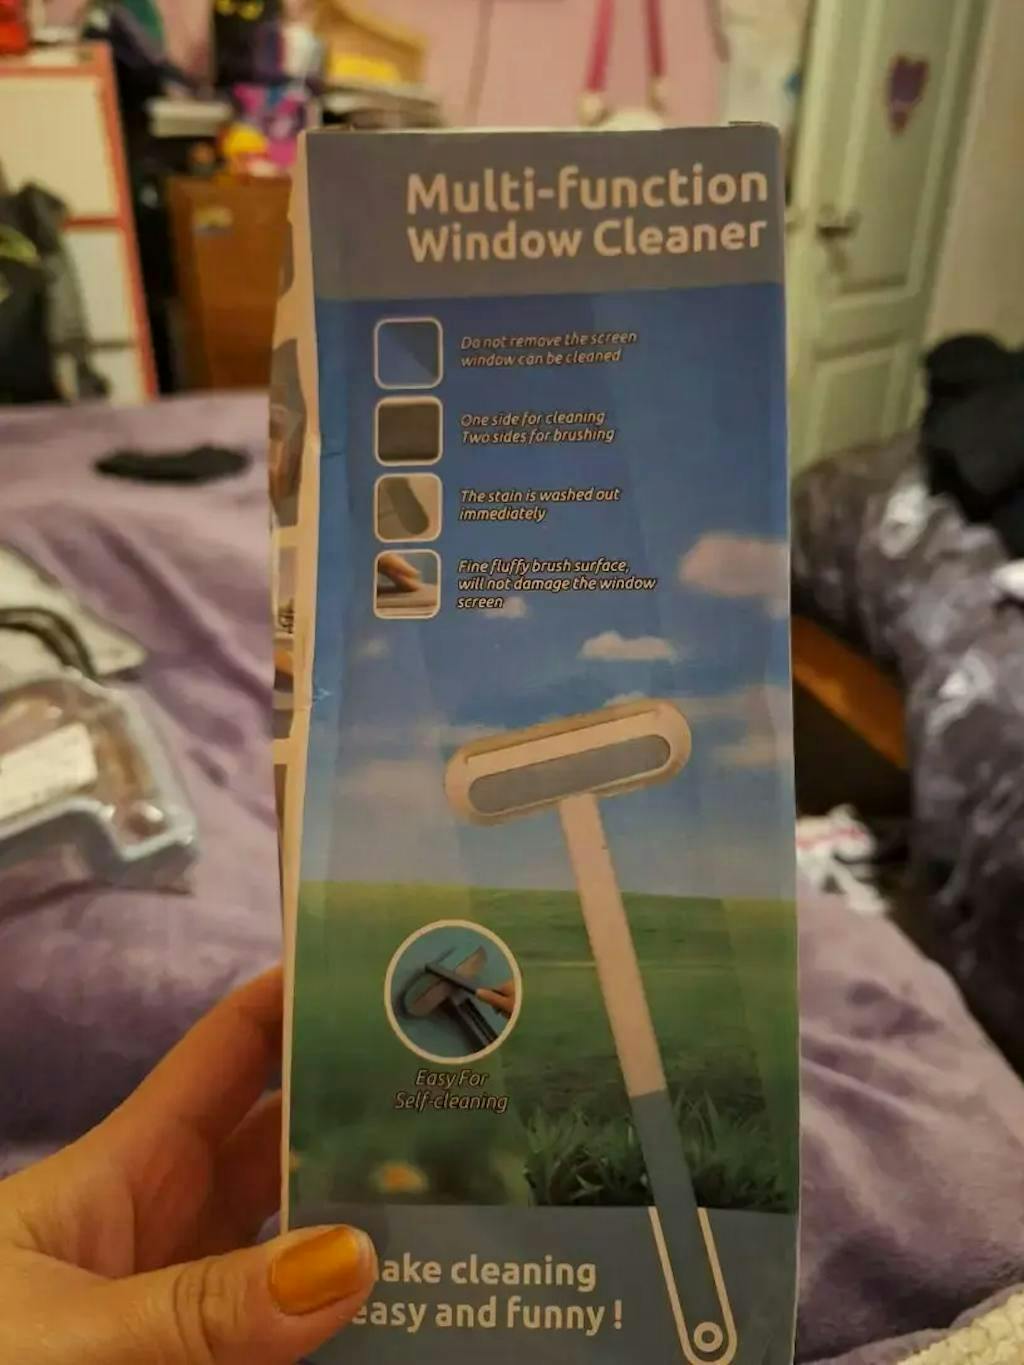 Multi-function
Window Cleaner
Do not remove the screen
window can be cleaned
One side for cleaning
Two sides for brushing
The stain is washed out
immediately
Fine fluffy brush surface,
will not damage the window
screen
Easy For
Self-cleaning
ake cleaning
easy and funny !